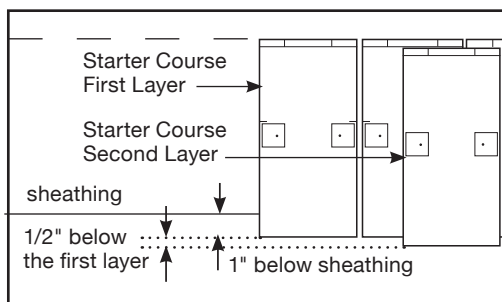 Starter Course
First Layer
Starter Course
Second Layer
sheathing
1/2" below
the first layer
1" below sheathing